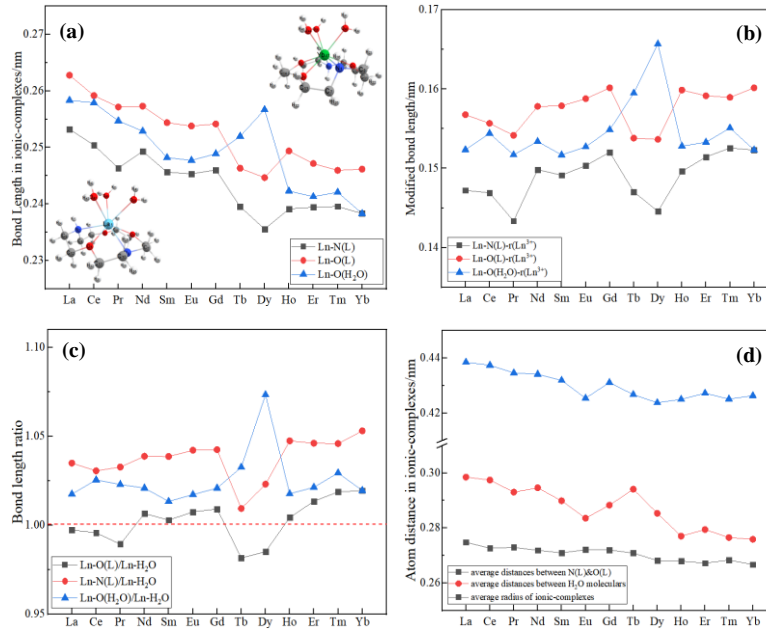 (a)
Bond Length in ionic-complexes/nm
0.27
0.26
0.25
0.24
0.23
Ln-N(L)
Ln-O(L)
Ln-O(H₂O)
La Ce Pr Nd Sm Eu Gd Tb Dy Ho Er Tm Yb
(b)
Modified bond length/nm
0.17
0.16
0.15
0.14
Ln-N(L)-r(Ln³⁺)
Ln-O(L)-r(Ln³⁺)
Ln-O(H₂O)-r(Ln³⁺)
La Ce Pr Nd Sm Eu Gd Tb Dy Ho Er Tm Yb
(c)
Bond length ratio
1.10
1.05
1.00
0.95
Ln-O(L)/Ln-H₂O
Ln-N(L)/Ln-H₂O
Ln-O(H₂O)/Ln-H₂O
La Ce Pr Nd Sm Eu Gd Tb Dy Ho Er Tm Yb
(d)
Atom distance in ionic-complexes/nm
0.44
0.42
0.30
0.28
0.26
average distances between N(L)&O(L)
average distances between H₂O moleculars
average radius of ionic-complexes
La Ce Pr Nd Sm Eu Gd Tb Dy Ho Er Tm Yb